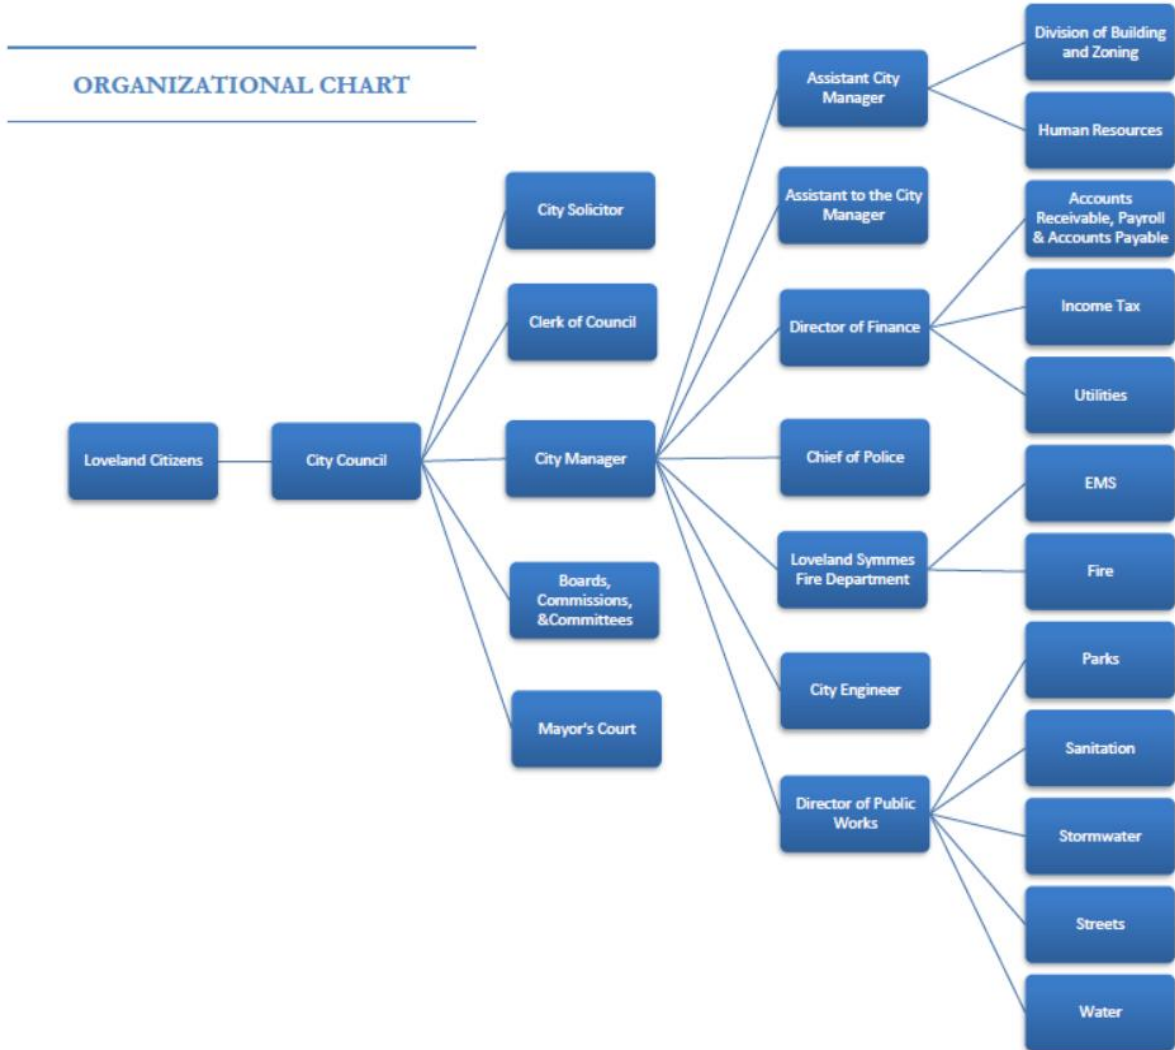 ORGANIZATIONAL CHART
Loveland Citizens
City Council
City Solicitor
Clerk of Council
City Manager
Boards,
Commissions,
&Committees
Mayor's Court
Assistant City
Manager
Assistant to the City
Manager
Director of Finance
Chief of Police
Loveland Symmes
Fire Department
City Engineer
Director of Public
Works
Division of Building
and Zoning
Human Resources
Accounts
Receivable, Payroll
& Accounts Payable
Income Tax
Utilities
EMS
Fire
Parks
Sanitation
Stormwater
Streets
Water